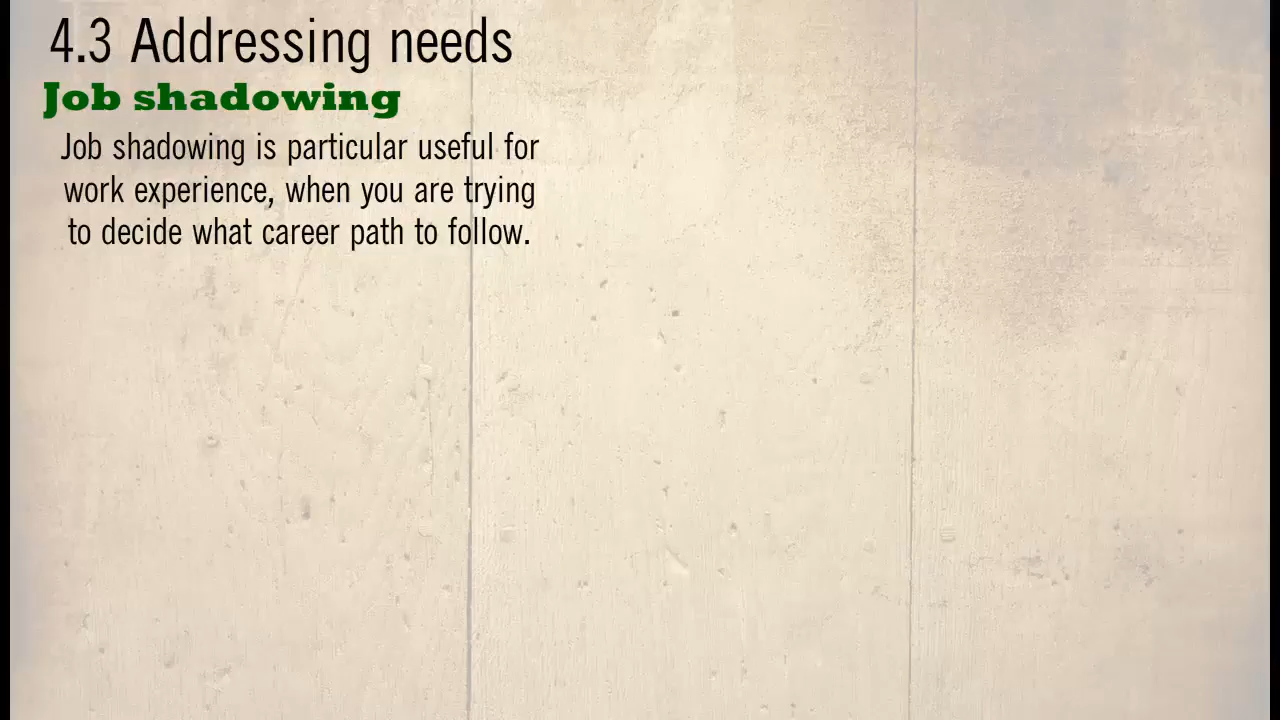 4.3 Addressing needs
Job shadowing
Job shadowing is particular useful for
work experience, when you are trying
to decide what career path to follow.